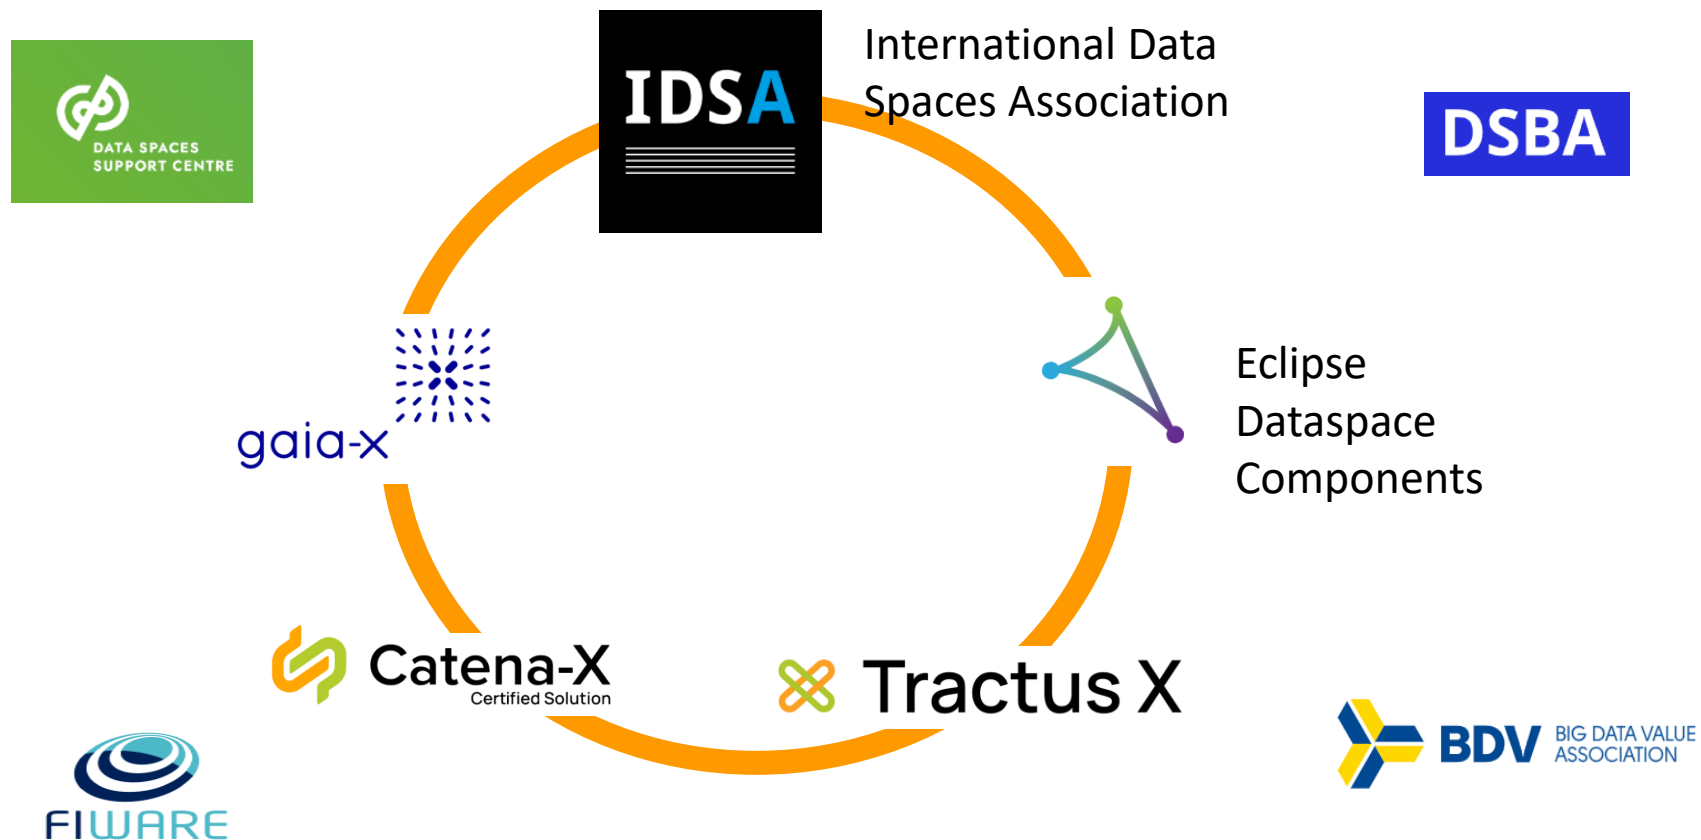 DATA SPACES
SUPPORT CENTRE
IDSA
International Data
Spaces Association
DSBA
gaia-x
Eclipse
Dataspace
Components
Catena-X
Certified Solution
Tractus X
FIWARE
BDV
BIG DATA VALUE
ASSOCIATION